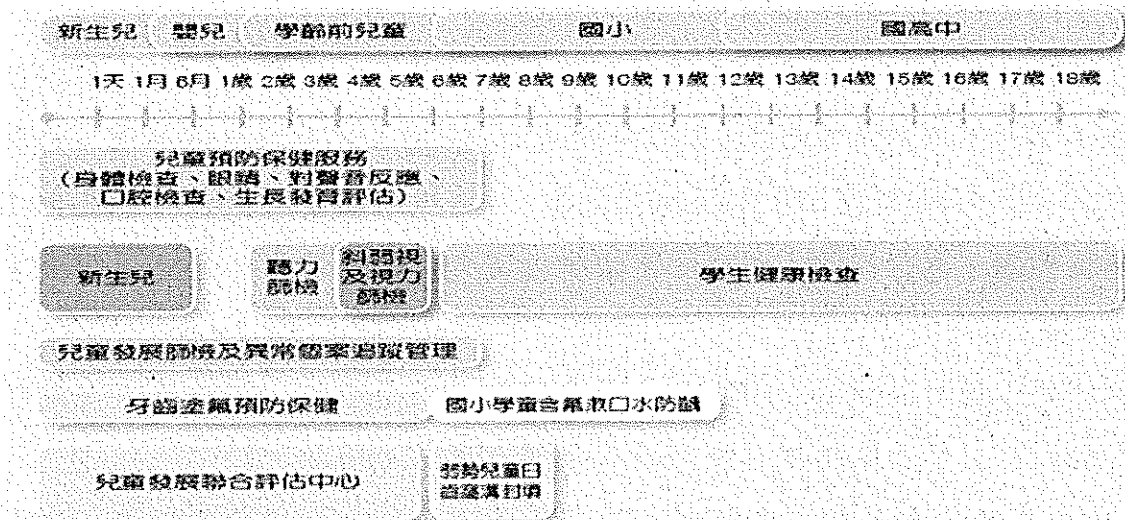 新生兒 嬰兒 學齡前兒童 國小 國高中
1天 1月 6月 1歲 2歲 3歲 4歲 5歲 6歲 7歲 8歲 9歲 10歲 11歲 12歲 13歲 14歲 15歲 16歲 17歲 18歲
兒童預防保健服務
(身體檢查、眼睛、對聲音反應、
口腔檢查、生長發育評估)
新生兒
聽力
篩檢
斜弱視
及視力
篩檢
學生健康檢查
兒童發展篩檢及異常個案追蹤管理
牙齒塗氟預防保健
國小學童含氟漱口水防齲
兒童發展聯合評估中心
弱勢兒童臼
齒窩溝封填